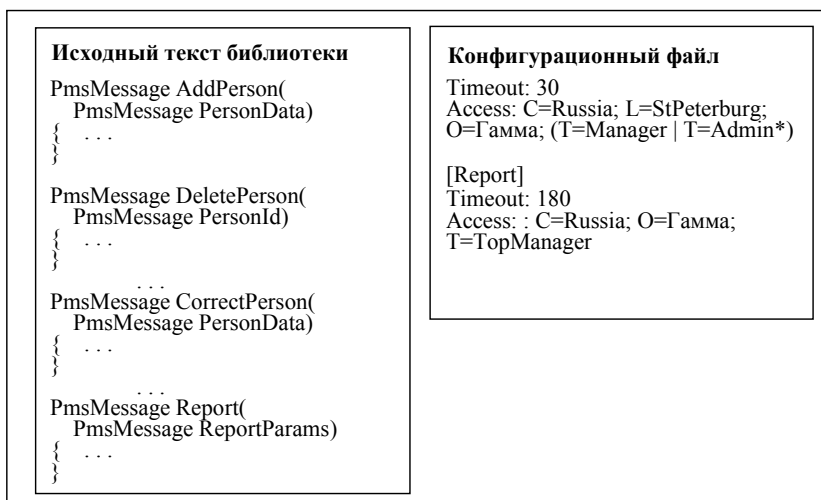 Исходный текст библиотеки
PmsMessage AddPerson(
PmsMessage PersonData)
{ . . .
}
PmsMessage DeletePerson(
PmsMessage PersonId)
{ . . .
}
. . .
PmsMessage CorrectPerson(
PmsMessage PersonData)
{ . . .
}
. . .
PmsMessage Report(
PmsMessage ReportParams)
{ . . .
}
Конфигурационный файл
Timeout: 30
Access: C=Russia; L=StPeterburg;
O=Гамма; (T=Manager | T=Admin*)
[Report]
Timeout: 180
Access: : C=Russia; O=Гамма;
T=TopManager